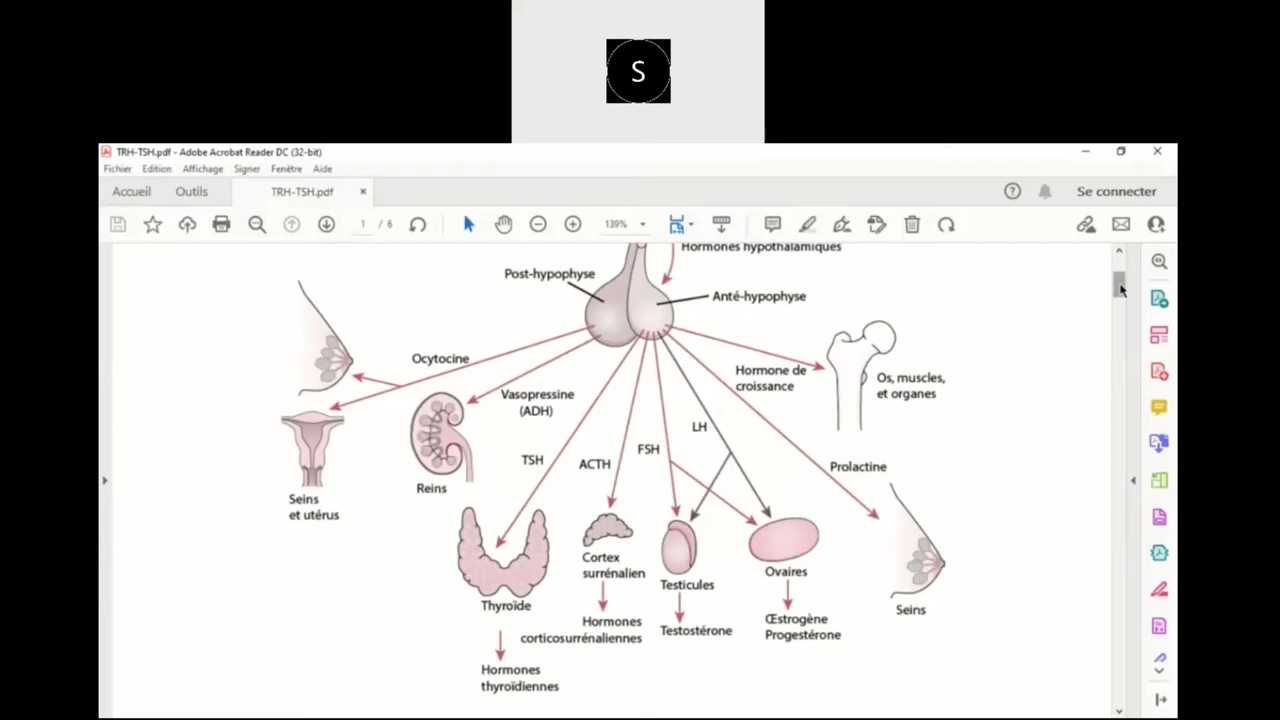 S
TRH-TSH.pdf - Adobe Acrobat Reader DC (32-bit)
Fichier Edition Affichage Signer Fenêtre Aide
Accueil Outils TRH-TSH.pdf × Se connecter
1 / 6 139%
Hormones hypothalamiques
Post-hypophyse
Anté-hypophyse
Ocytocine
Vasopressine
(ADH)
Hormone de
croissance
Os, muscles,
et organes
LH
FSH
TSH
ACTH
Prolactine
Reins
Seins
et utérus
Cortex
surrénalien
Testicules
Ovaires
Thyroïde
Seins
Hormones
corticosurrénaliennes
Testostérone
Œstrogène
Progestérone
Hormones
thyroïdiennes